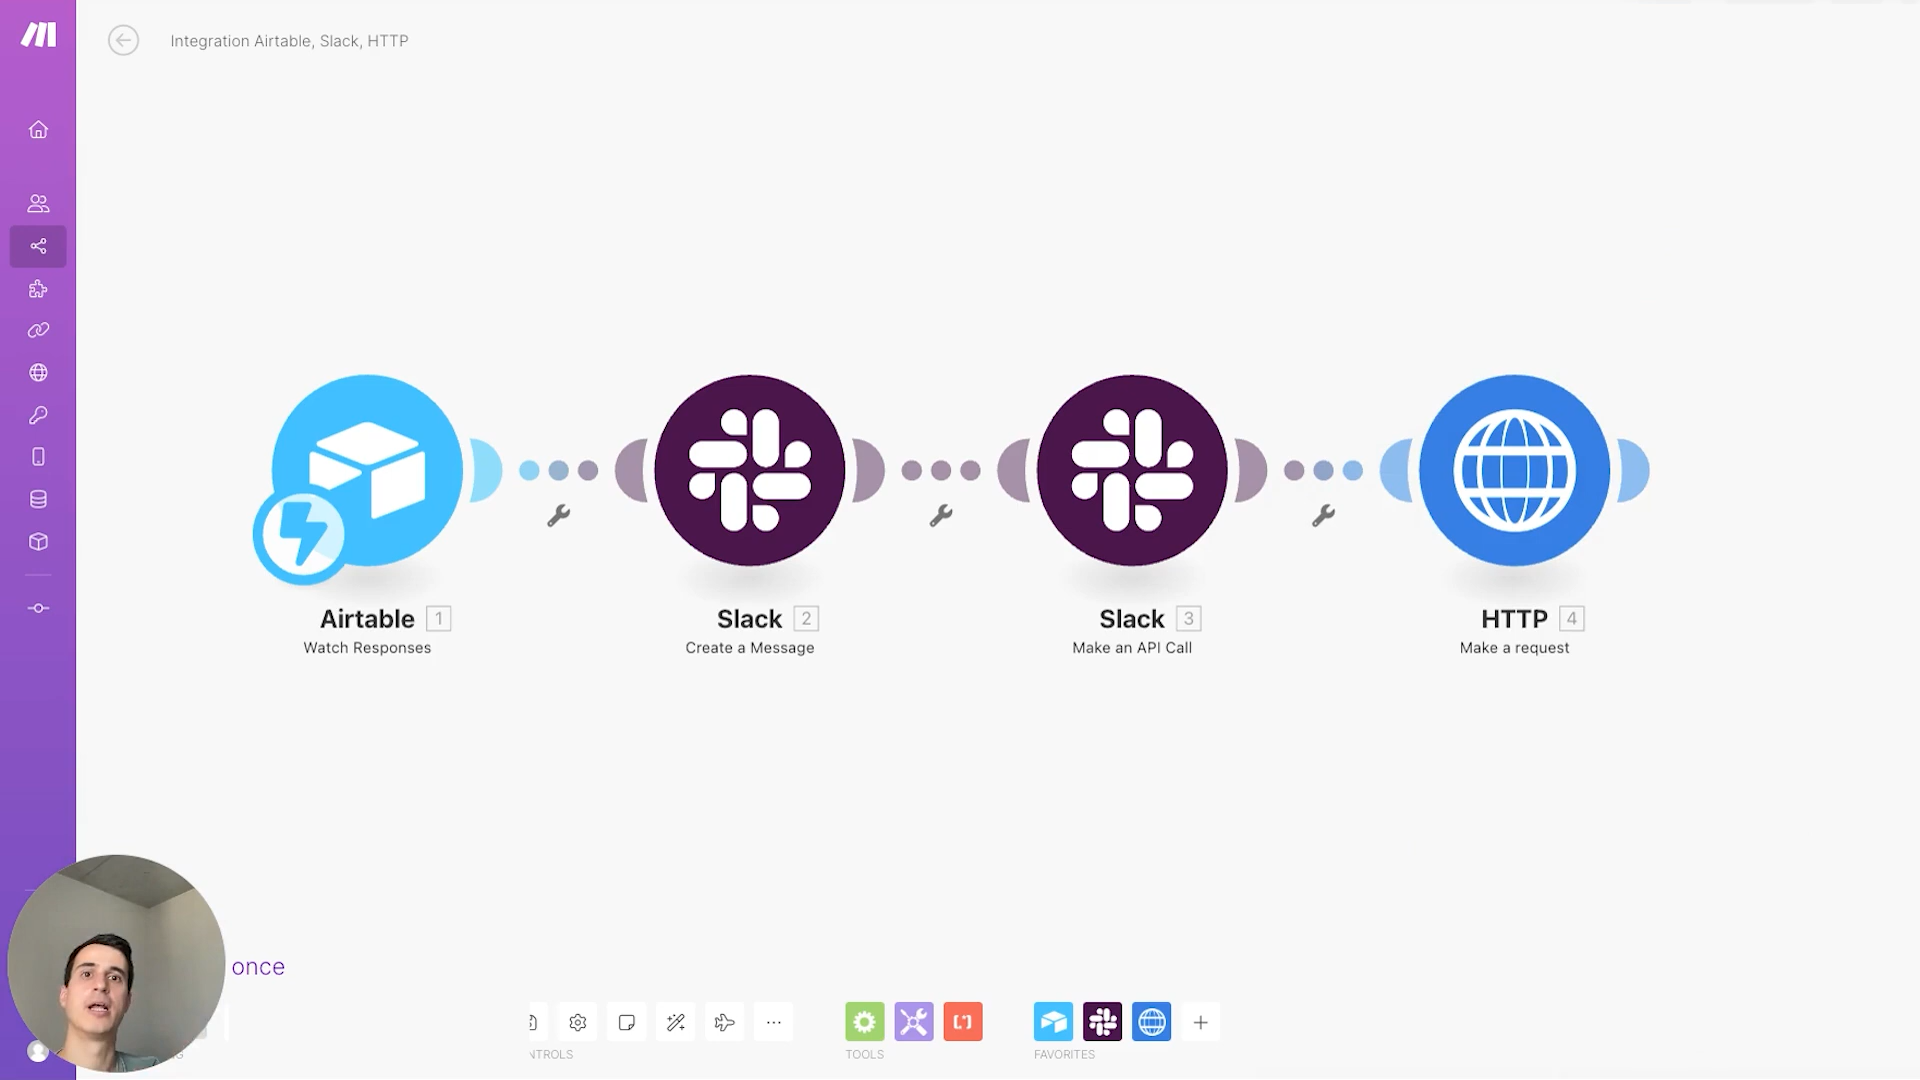 Integration Airtable, Slack, HTTP
Airtable 1
Watch Responses
Slack 2
Create a Message
Slack 3
Make an API Call
HTTP 4
Make a request
once
NTROLS
TOOLS
FAVORITES